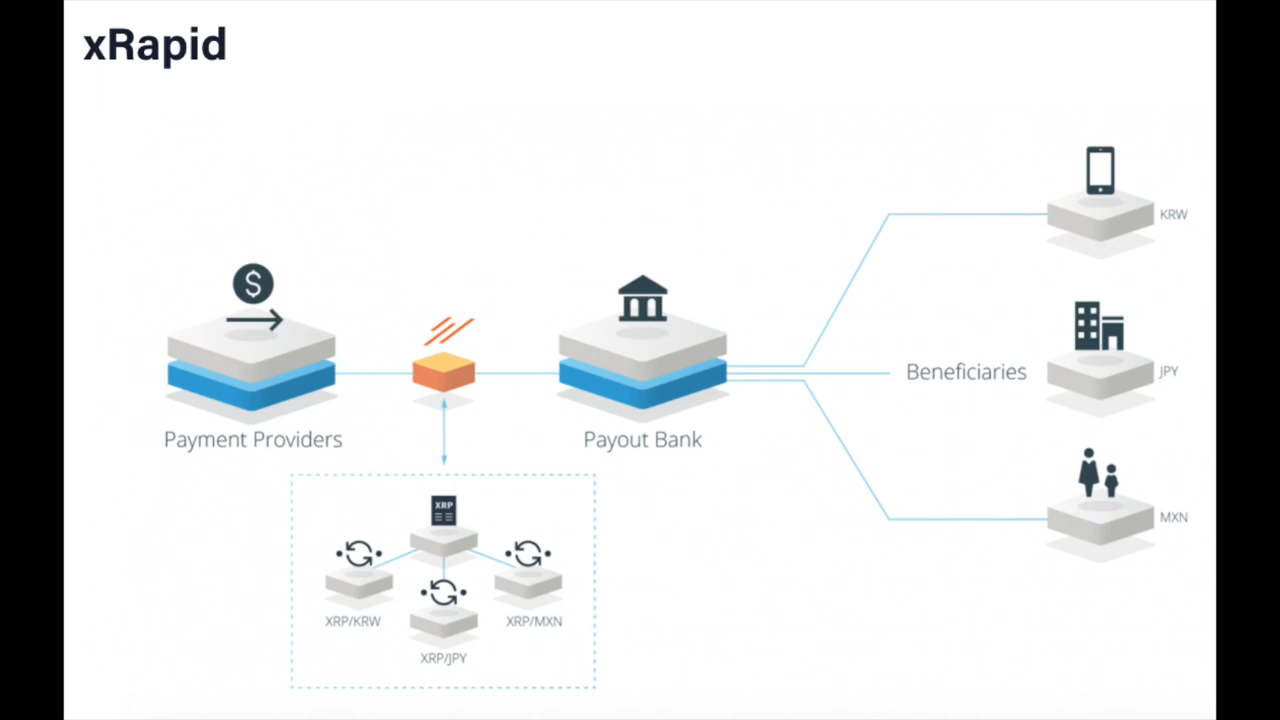 xRapid
$
Payment Providers
Payout Bank
Beneficiaries
KRW
JPY
MXN
XRP
XRP/KRW
XRP/JPY
XRP/MXN